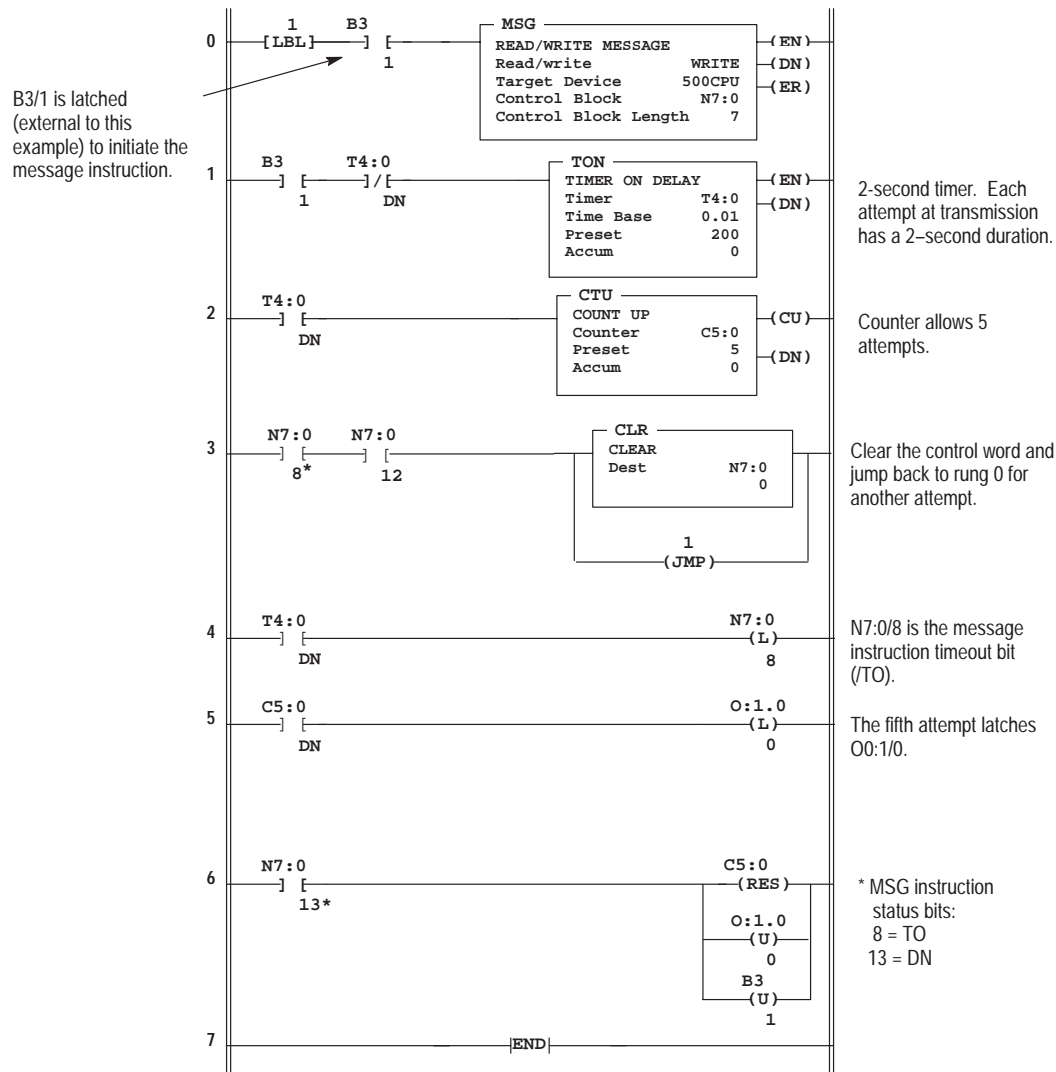 0
1
[LBL]
B3
] [
1
MSG
READ/WRITE MESSAGE
Read/write WRITE
Target Device 500CPU
Control Block N7:0
Control Block Length 7
(EN)
(DN)
(ER)
B3/1 is latched
(external to this
example) to initiate the
message instruction.
1
B3
] [
1
T4:0
]/[
DN
TON
TIMER ON DELAY
Timer T4:0
Time Base 0.01
Preset 200
Accum 0
(EN)
(DN)
2-second timer. Each
attempt at transmission
has a 2–second duration.
2
T4:0
] [
DN
CTU
COUNT UP
Counter C5:0
Preset 5
Accum 0
(CU)
(DN)
Counter allows 5
attempts.
3
N7:0
] [
8*
N7:0
] [
12
CLR
CLEAR
Dest N7:0
0
1
(JMP)
Clear the control word and
jump back to rung 0 for
another attempt.
4
T4:0
] [
DN
N7:0
(L)
8
N7:0/8 is the message
instruction timeout bit
(/TO).
5
C5:0
] [
DN
O:1.0
(L)
0
The fifth attempt latches
O0:1/0.
6
N7:0
] [
13*
C5:0
(RES)
O:1.0
(U)
0
B3
(U)
1
* MSG instruction
status bits:
8 = TO
13 = DN
7
|END|